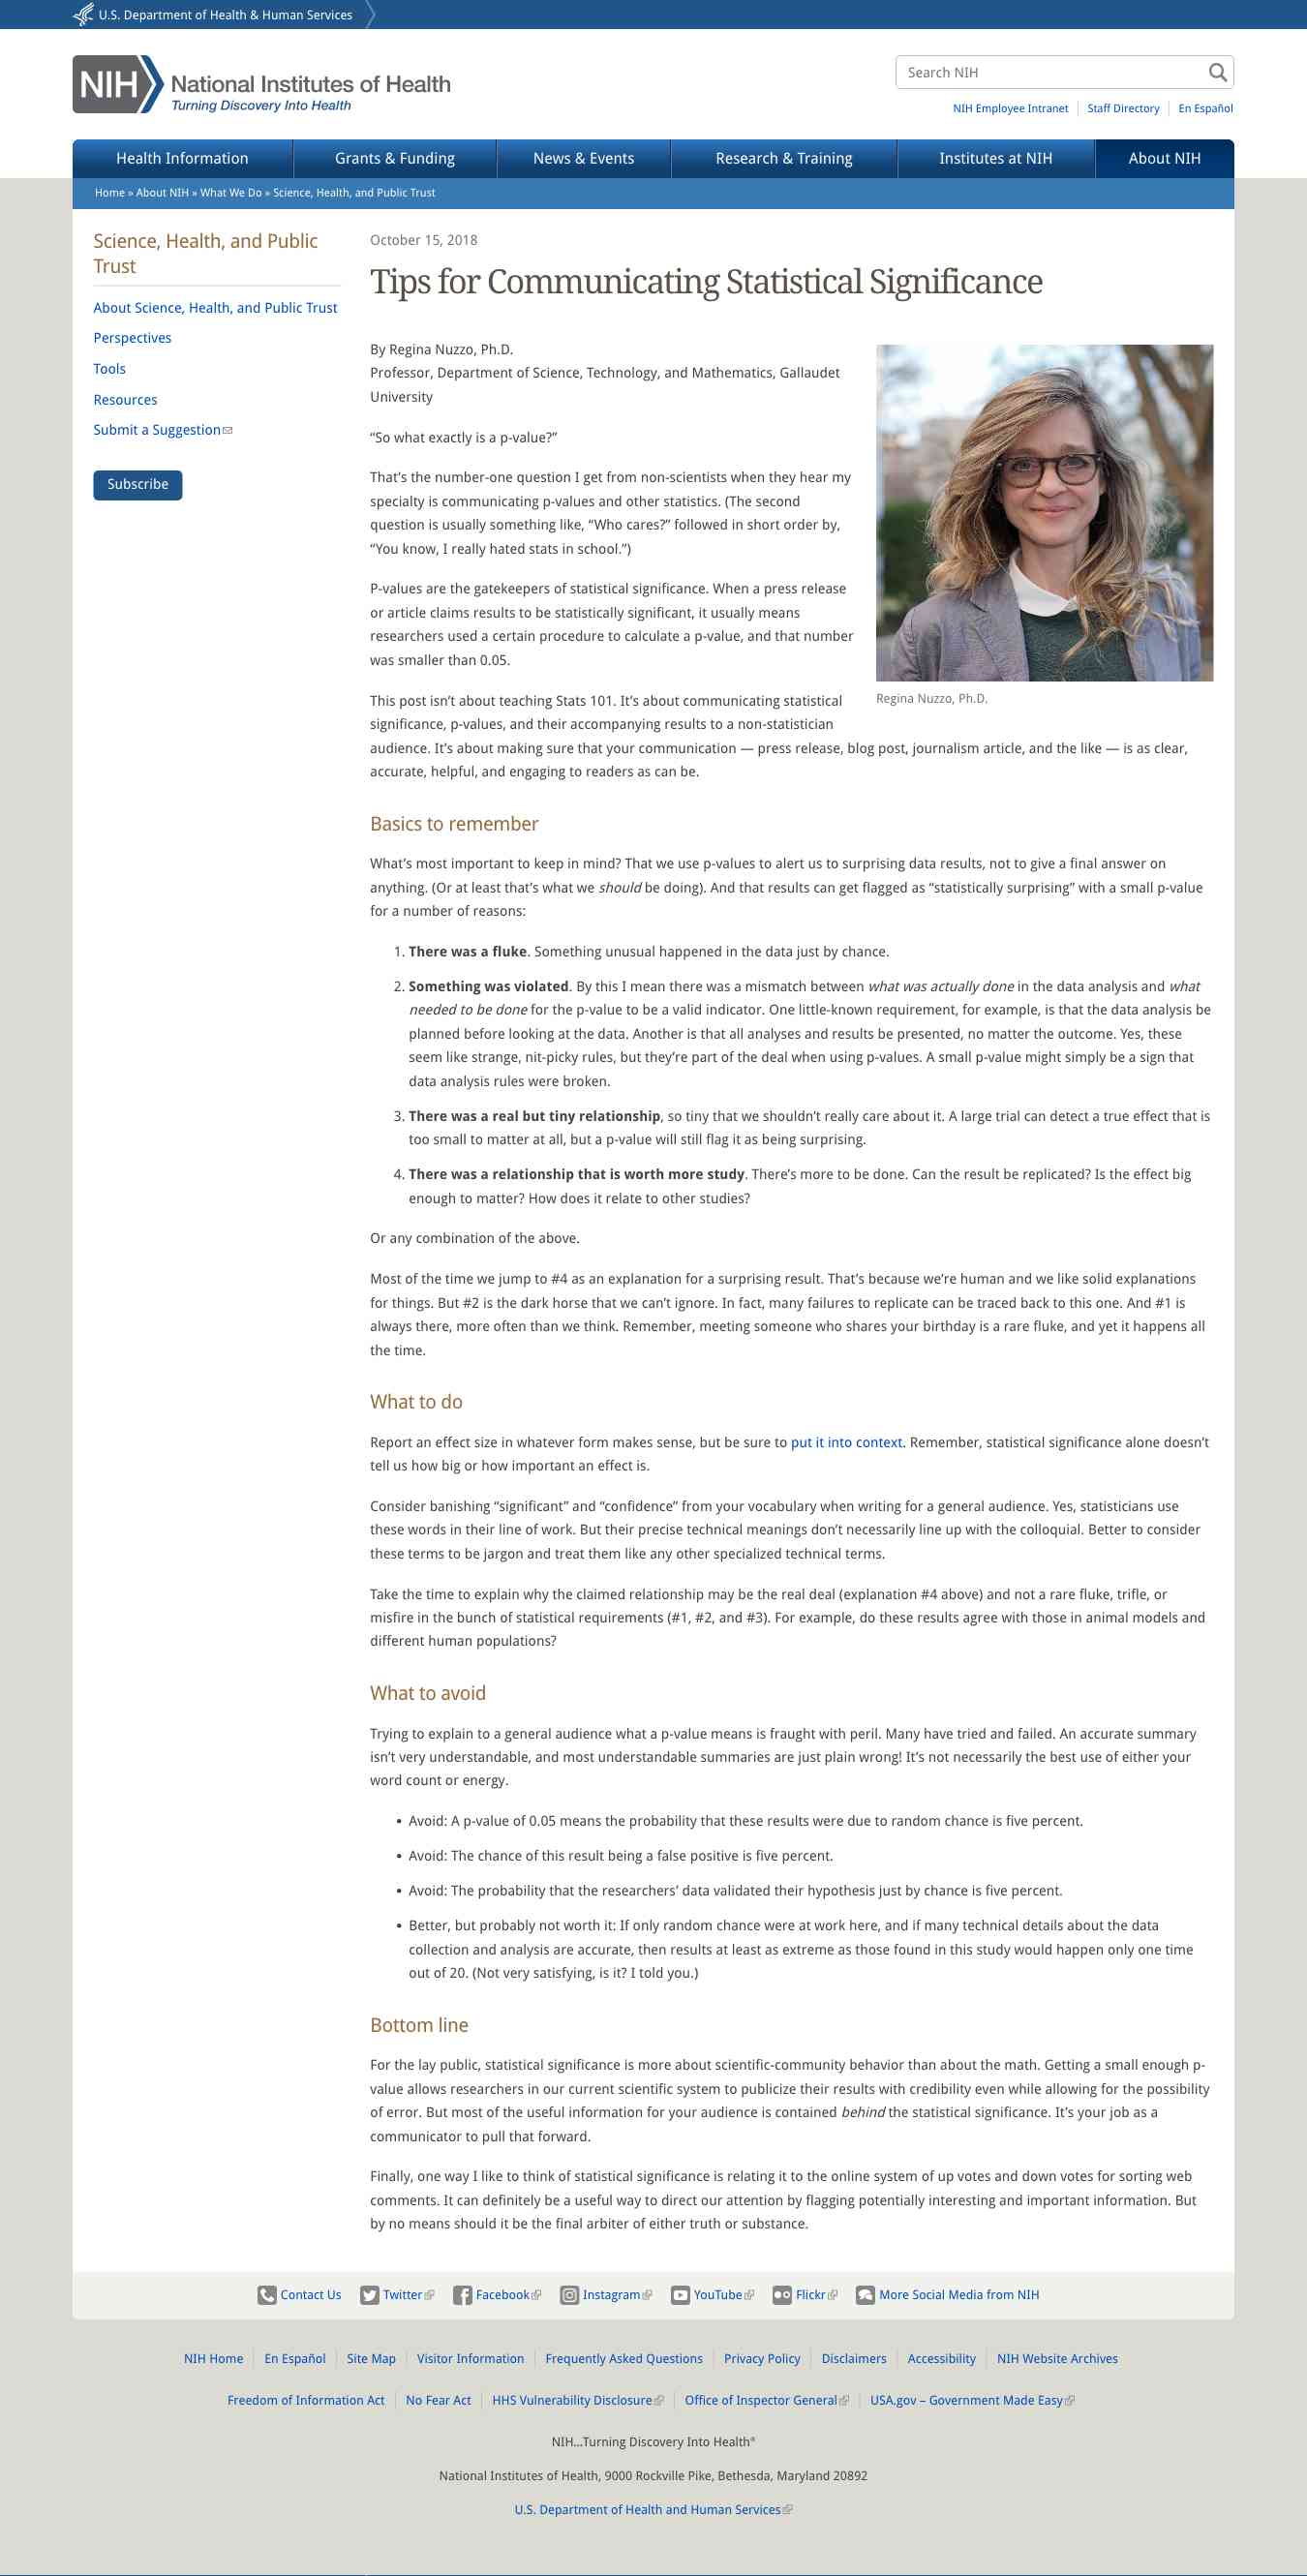 U.S. Department of Health & Human Services
NIH National Institutes of Health
Turning Discovery Into Health
Search NIH
NIH Employee Intranet Staff Directory En Español
Health Information Grants & Funding News & Events Research & Training Institutes at NIH About NIH
Home » About NIH » What We Do » Science, Health, and Public Trust
Science, Health, and Public
Trust
About Science, Health, and Public Trust
Perspectives
Tools
Resources
Submit a Suggestion
Subscribe
October 15, 2018
Tips for Communicating Statistical Significance
By Regina Nuzzo, Ph.D.
Professor, Department of Science, Technology, and Mathematics, Gallaudet
University
“So what exactly is a p-value?”
That’s the number-one question I get from non-scientists when they hear my
specialty is communicating p-values and other statistics. (The second
question is usually something like, “Who cares?” followed in short order by,
“You know, I really hated stats in school.”)
P-values are the gatekeepers of statistical significance. When a press release
or article claims results to be statistically significant, it usually means
researchers used a certain procedure to calculate a p-value, and that number
was smaller than 0.05.
Regina Nuzzo, Ph.D.
This post isn’t about teaching Stats 101. It’s about communicating statistical
significance, p-values, and their accompanying results to a non-statistician
audience. It’s about making sure that your communication — press release, blog post, journalism article, and the like — is as clear,
accurate, helpful, and engaging to readers as can be.
Basics to remember
What’s most important to keep in mind? That we use p-values to alert us to surprising data results, not to give a final answer on
anything. (Or at least that’s what we should be doing). And that results can get flagged as “statistically surprising” with a small p-value
for a number of reasons:
1. There was a fluke. Something unusual happened in the data just by chance.
2. Something was violated. By this I mean there was a mismatch between what was actually done in the data analysis and what
needed to be done for the p-value to be a valid indicator. One little-known requirement, for example, is that the data analysis be
planned before looking at the data. Another is that all analyses and results be presented, no matter the outcome. Yes, these
seem like strange, nit-picky rules, but they’re part of the deal when using p-values. A small p-value might simply be a sign that
data analysis rules were broken.
3. There was a real but tiny relationship, so tiny that we shouldn’t really care about it. A large trial can detect a true effect that is
too small to matter at all, but a p-value will still flag it as being surprising.
4. There was a relationship that is worth more study. There’s more to be done. Can the result be replicated? Is the effect big
enough to matter? How does it relate to other studies?
Or any combination of the above.
Most of the time we jump to #4 as an explanation for a surprising result. That’s because we’re human and we like solid explanations
for things. But #2 is the dark horse that we can’t ignore. In fact, many failures to replicate can be traced back to this one. And #1 is
always there, more often than we think. Remember, meeting someone who shares your birthday is a rare fluke, and yet it happens all
the time.
What to do
Report an effect size in whatever form makes sense, but be sure to put it into context. Remember, statistical significance alone doesn’t
tell us how big or how important an effect is.
Consider banishing “significant” and “confidence” from your vocabulary when writing for a general audience. Yes, statisticians use
these words in their line of work. But their precise technical meanings don’t necessarily line up with the colloquial. Better to consider
these terms to be jargon and treat them like any other specialized technical terms.
Take the time to explain why the claimed relationship may be the real deal (explanation #4 above) and not a rare fluke, trifle, or
misfire in the bunch of statistical requirements (#1, #2, and #3). For example, do these results agree with those in animal models and
different human populations?
What to avoid
Trying to explain to a general audience what a p-value means is fraught with peril. Many have tried and failed. An accurate summary
isn’t very understandable, and most understandable summaries are just plain wrong! It’s not necessarily the best use of either your
word count or energy.
• Avoid: A p-value of 0.05 means the probability that these results were due to random chance is five percent.
• Avoid: The chance of this result being a false positive is five percent.
• Avoid: The probability that the researchers’ data validated their hypothesis just by chance is five percent.
• Better, but probably not worth it: If only random chance were at work here, and if many technical details about the data
collection and analysis are accurate, then results at least as extreme as those found in this study would happen only one time
out of 20. (Not very satisfying, is it? I told you.)
Bottom line
For the lay public, statistical significance is more about scientific-community behavior than about the math. Getting a small enough p-
value allows researchers in our current scientific system to publicize their results with credibility even while allowing for the possibility
of error. But most of the useful information for your audience is contained behind the statistical significance. It’s your job as a
communicator to pull that forward.
Finally, one way I like to think of statistical significance is relating it to the online system of up votes and down votes for sorting web
comments. It can definitely be a useful way to direct our attention by flagging potentially interesting and important information. But
by no means should it be the final arbiter of either truth or substance.
Contact Us Twitter Facebook Instagram YouTube Flickr More Social Media from NIH
NIH Home En Español Site Map Visitor Information Frequently Asked Questions Privacy Policy Disclaimers Accessibility NIH Website Archives
Freedom of Information Act No Fear Act HHS Vulnerability Disclosure Office of Inspector General USA.gov – Government Made Easy
NIH...Turning Discovery Into Health®
National Institutes of Health, 9000 Rockville Pike, Bethesda, Maryland 20892
U.S. Department of Health and Human Services